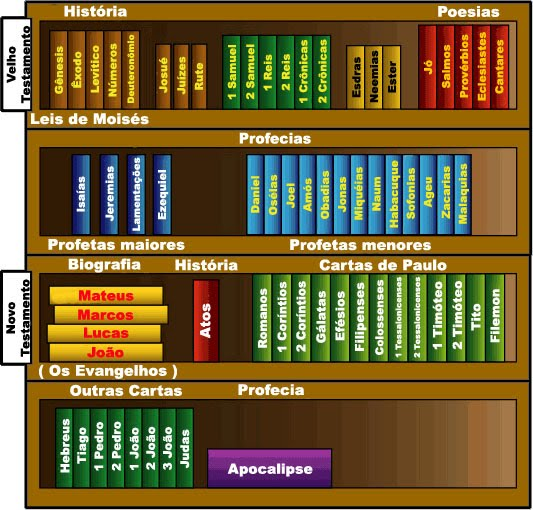 História
Poesias
Velho
Testamento
Gênesis
Êxodo
Levítico
Números
Deuteronômio
Josué
Juízes
Rute
1 Samuel
2 Samuel
1 Reis
2 Reis
1 Crônicas
2 Crônicas
Esdras
Neemias
Ester
Jó
Salmos
Provérbios
Eclesiastes
Cantares
Leis de Moisés
Profecias
Isaías
Jeremias
Lamentações
Ezequiel
Daniel
Oséias
Joel
Amós
Obadias
Jonas
Miquéias
Naum
Habacuque
Sofonias
Ageu
Zacarias
Malaquias
Profetas maiores
Profetas menores
Novo
Testamento
Biografia
História
Cartas de Paulo
Mateus
Marcos
Lucas
João
Atos
Romanos
1 Coríntios
2 Coríntios
Gálatas
Efésios
Filipenses
Colossenses
1 Tessalonicenses
2 Tessalonicenses
1 Timóteo
2 Timóteo
Tito
Filemon
( Os Evangelhos )
Outras Cartas
Profecia
Hebreus
Tiago
1 Pedro
2 Pedro
1 João
2 João
3 João
Judas
Apocalipse